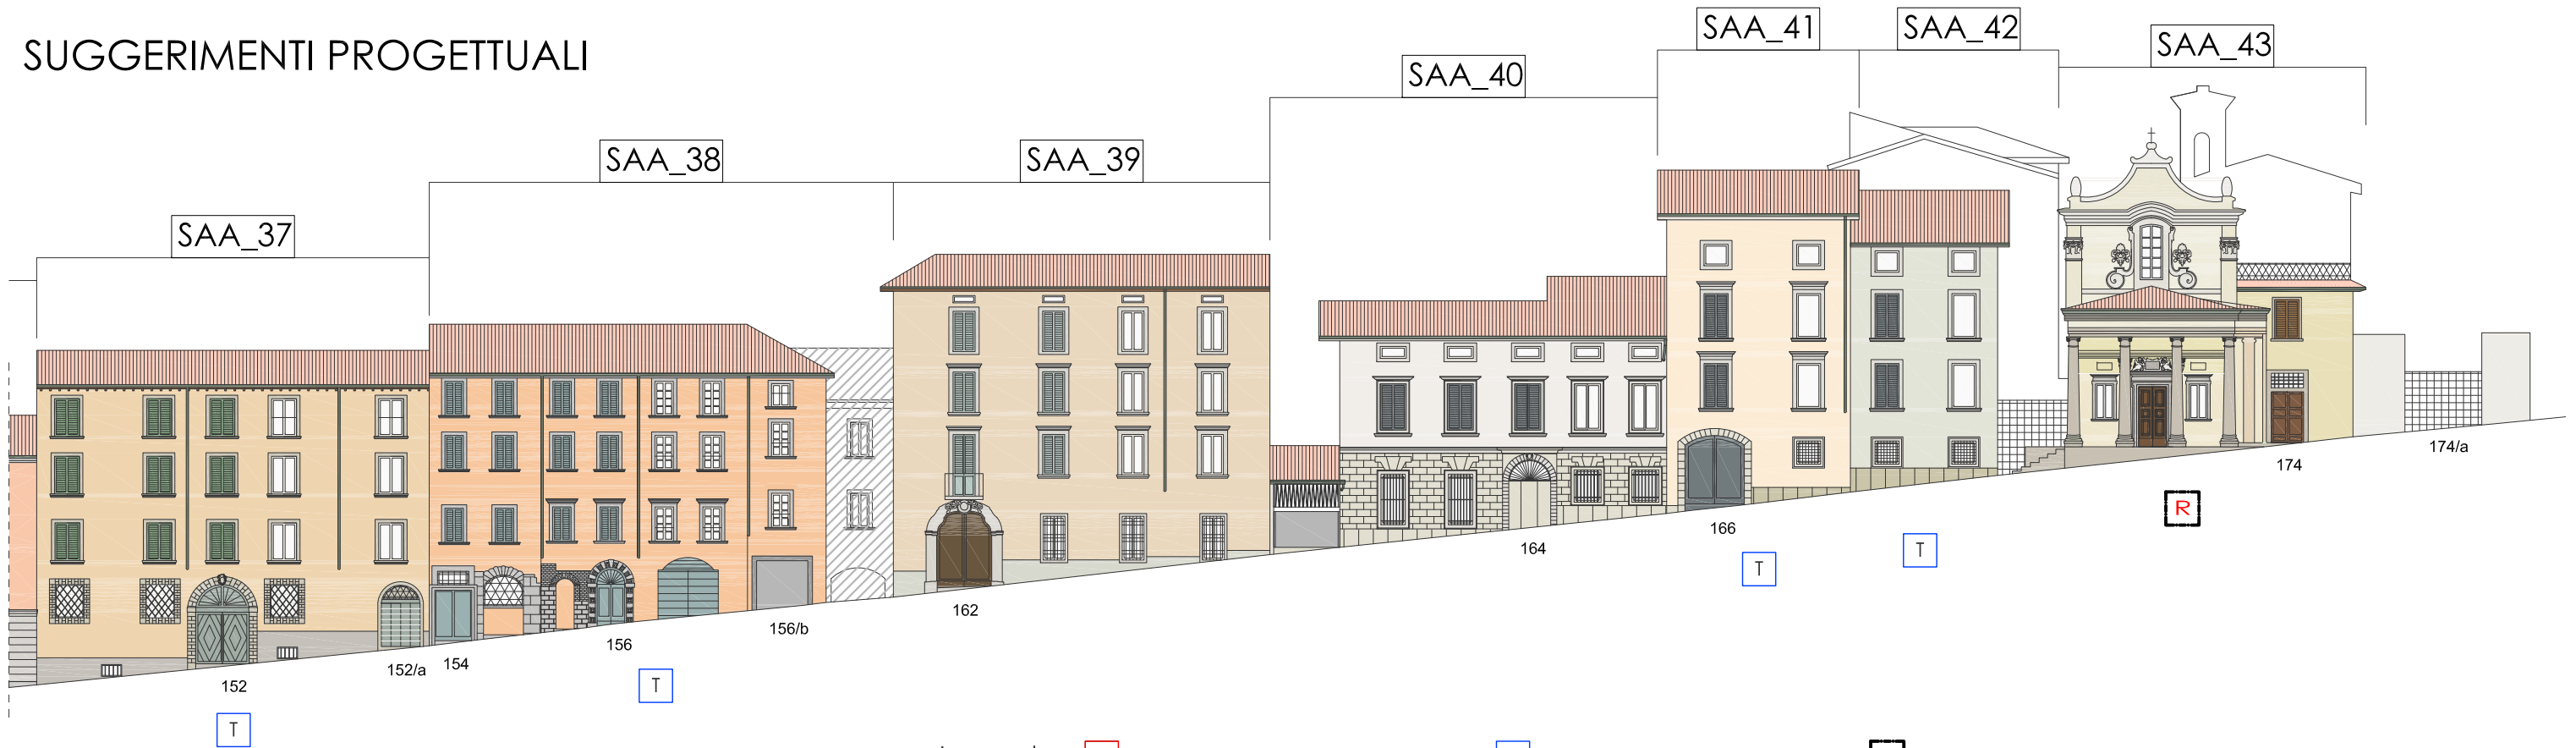 SUGGERIMENTI PROGETTUALI
SAA_37
SAA_38
SAA_39
SAA_40
SAA_41
SAA_42
SAA_43
152
152/a
154
156
156/b
162
164
166
174
174/a
T
T
T
T
R